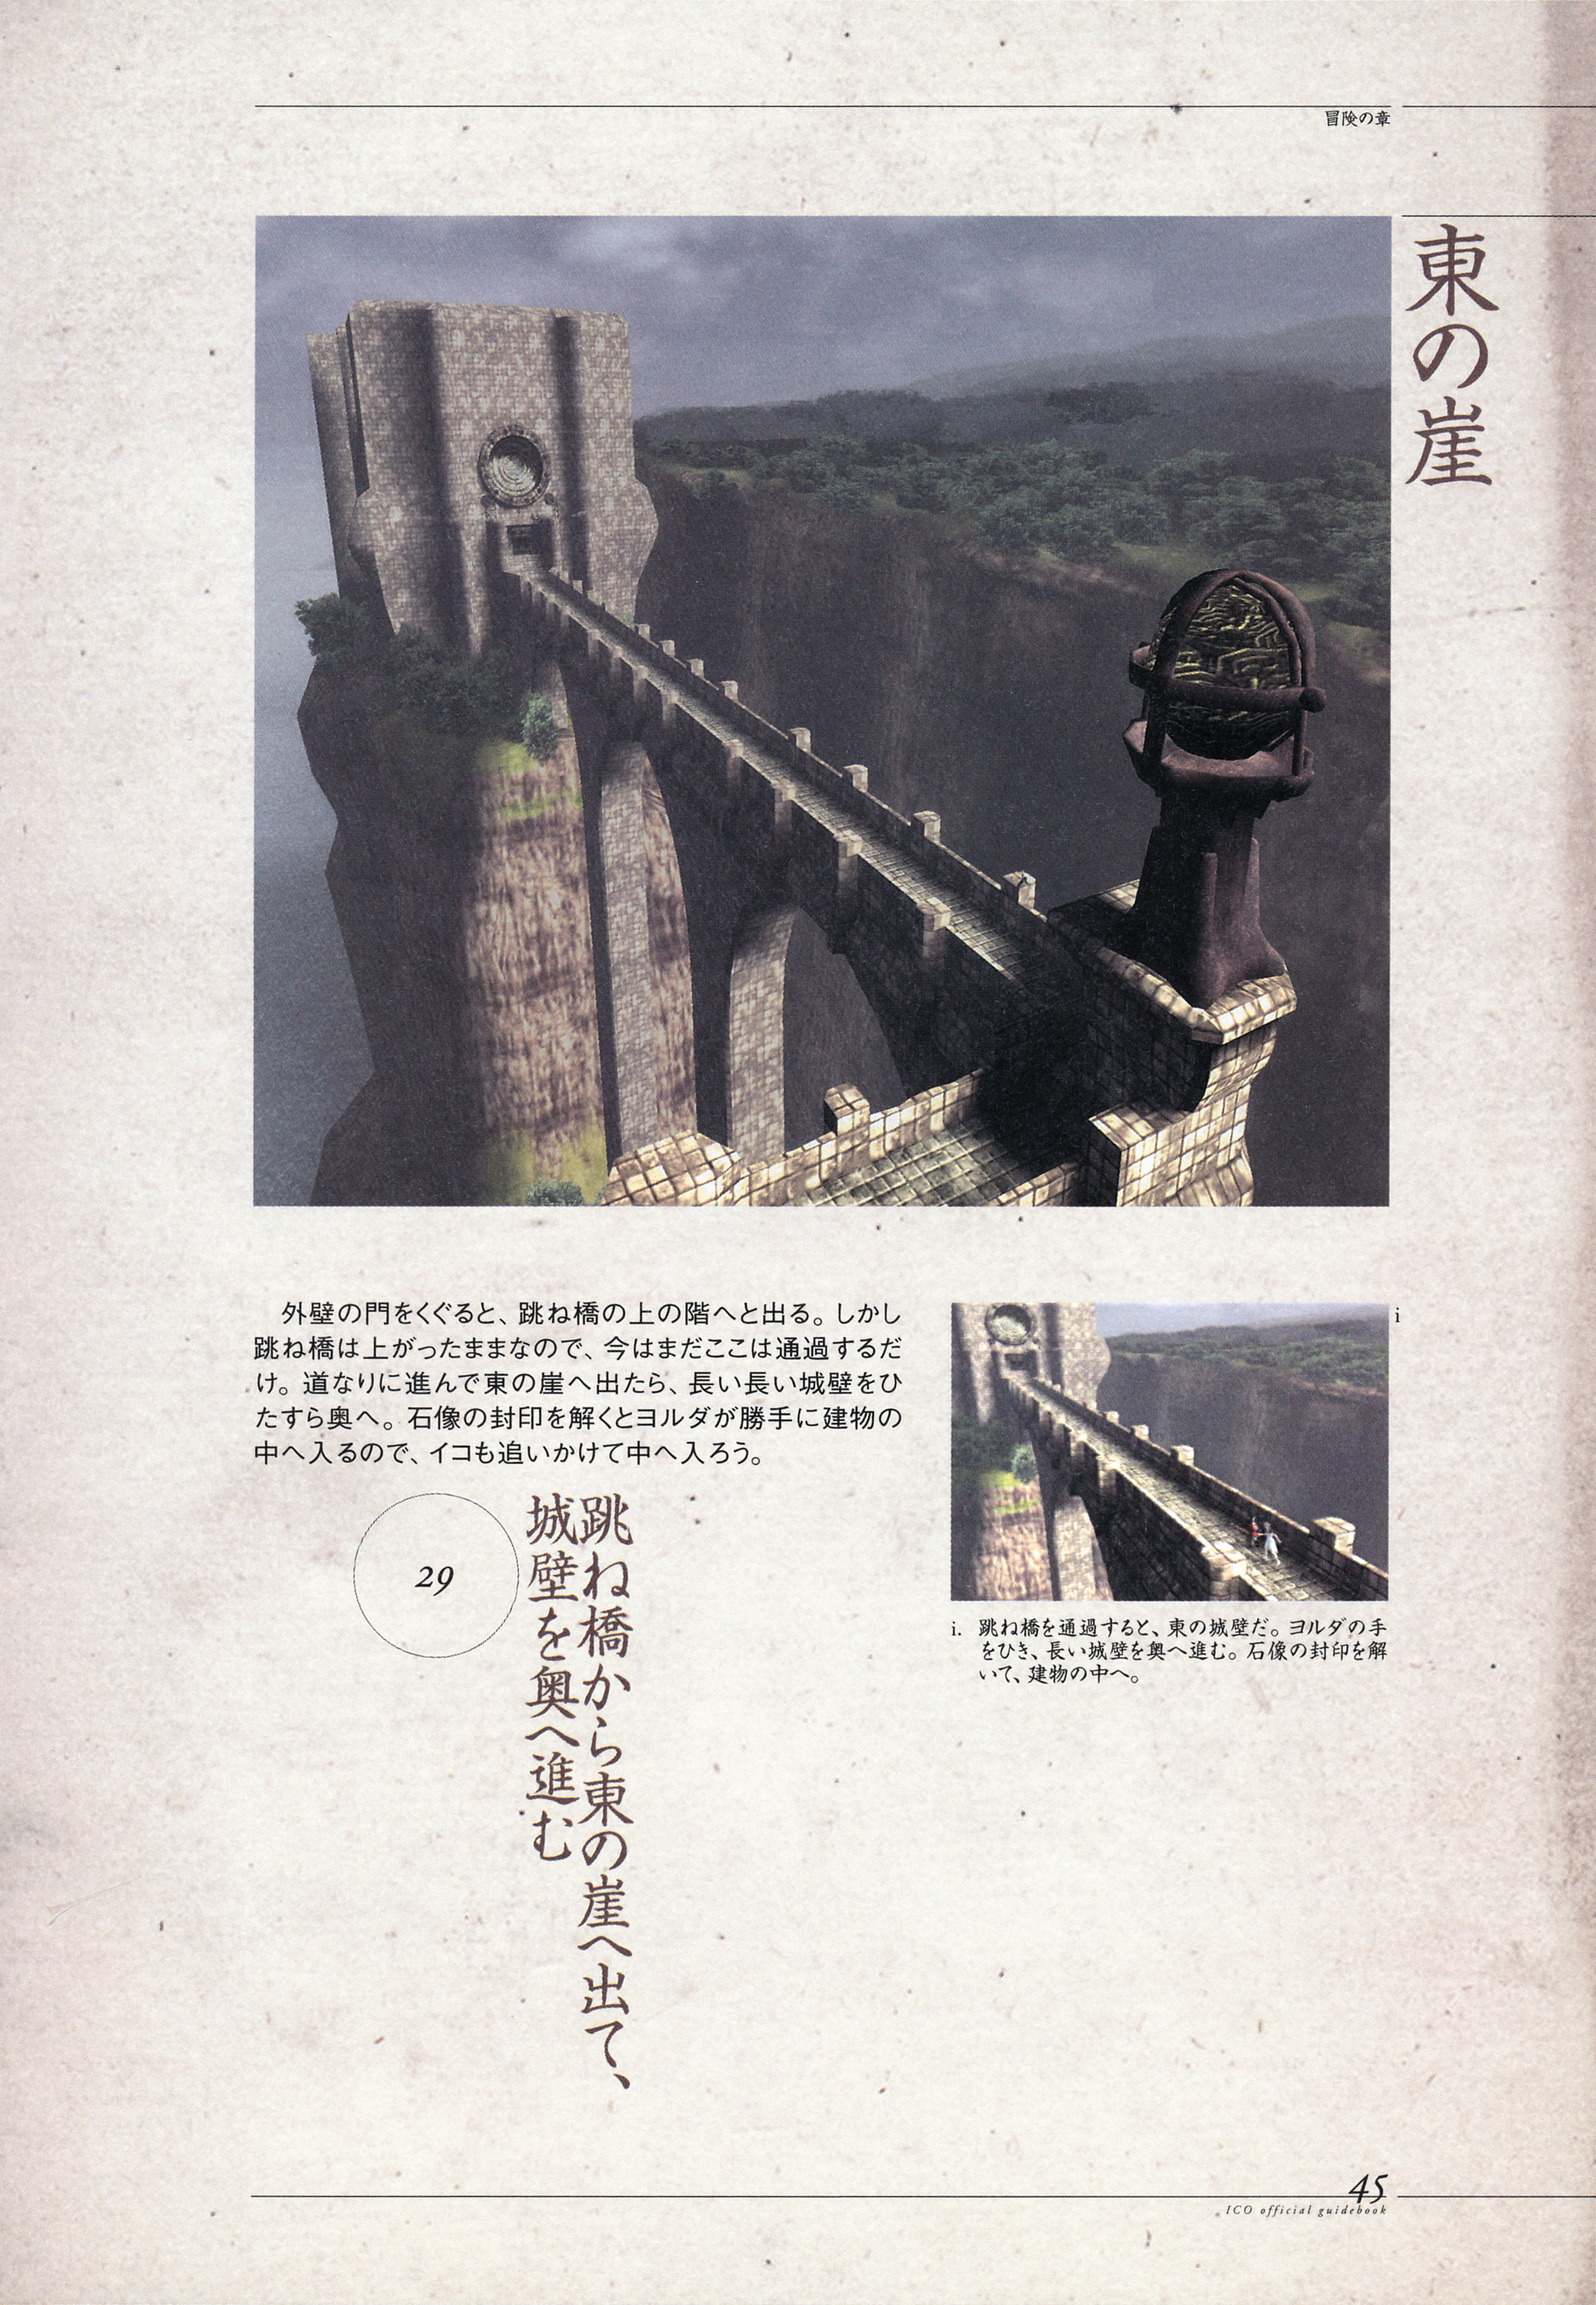 冒険の章
東の崖
　外壁の門をくぐると、跳ね橋の上の階へと出る。しかし
跳ね橋は上がったままなので、今はまだここは通過するだ
け。道なりに進んで東の崖へ出たら、長い長い城壁をひ
たすら奥へ。石像の封印を解くとヨルダが勝手に建物の
中へ入るので、イコも追いかけて中へ入ろう。
i
i. 跳ね橋を通過すると、東の城壁だ。ヨルダの手
をひき、長い城壁を奥へ進む。石像の封印を解
いて、建物の中へ。
跳ね橋から東の崖へ出て、
城壁を奥へ進む
29
45
ICO official guidebook